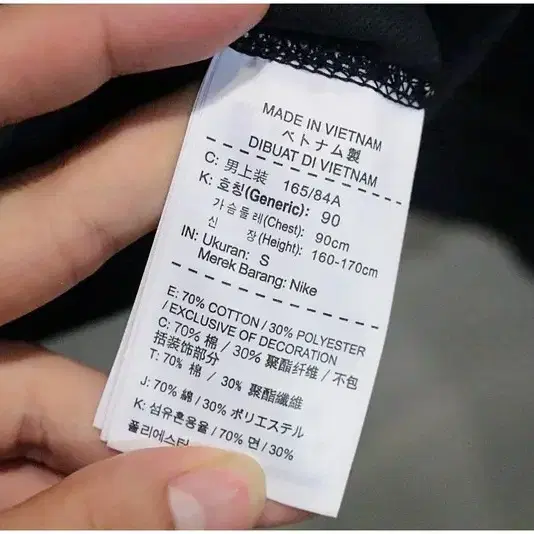 MADE IN VIETNAM
ベトナム製
DIBUAT DI VIETNAM
C: 男上装 165/84A
K: 호칭(Generic): 90
가슴둘레(Chest): 90cm
신 장(Height): 160-170cm
IN: Ukuran: S
Merek Barang: Nike
E: 70% COTTON / 30% POLYESTER
/ EXCLUSIVE OF DECORATION
C: 70% 棉 / 30% 聚酯纤维 / 不包
括装饰部分
T: 70% 棉 / 30% 聚酯纖維
J: 70% 綿 / 30% ポリエステル
K: 섬유혼용율 / 70% 면 / 30%
폴리에스터